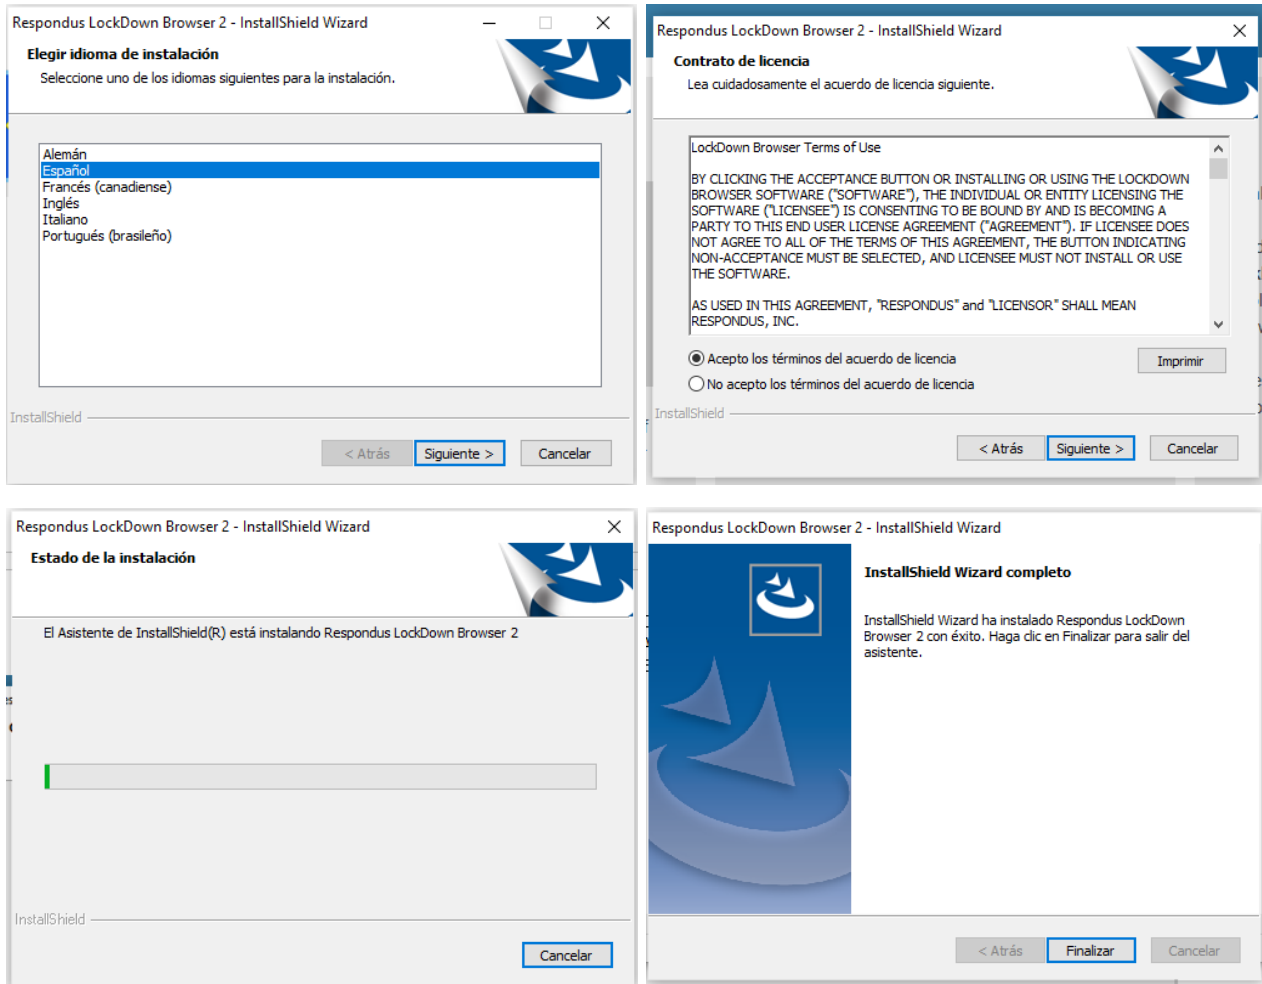 Respondus LockDown Browser 2 - InstallShield Wizard
Elegir idioma de instalación
Seleccione uno de los idiomas siguientes para la instalación.
Alemán
Español
Francés (canadiense)
Inglés
Italiano
Portugués (brasileño)
InstallShield
< Atrás
Siguiente >
Cancelar
Respondus LockDown Browser 2 - InstallShield Wizard
Contrato de licencia
Lea cuidadosamente el acuerdo de licencia siguiente.
LockDown Browser Terms of Use
BY CLICKING THE ACCEPTANCE BUTTON OR INSTALLING OR USING THE LOCKDOWN
BROWSER SOFTWARE ("SOFTWARE"), THE INDIVIDUAL OR ENTITY LICENSING THE
SOFTWARE ("LICENSEE") IS CONSENTING TO BE BOUND BY AND IS BECOMING A
PARTY TO THIS END USER LICENSE AGREEMENT ("AGREEMENT"). IF LICENSEE DOES
NOT AGREE TO ALL OF THE TERMS OF THIS AGREEMENT, THE BUTTON INDICATING
NON-ACCEPTANCE MUST BE SELECTED, AND LICENSEE MUST NOT INSTALL OR USE
THE SOFTWARE.
AS USED IN THIS AGREEMENT, "RESPONDUS" and "LICENSOR" SHALL MEAN
RESPONDUS, INC.
Acepto los términos del acuerdo de licencia
Imprimir
No acepto los términos del acuerdo de licencia
InstallShield
< Atrás
Siguiente >
Cancelar
Respondus LockDown Browser 2 - InstallShield Wizard
Estado de la instalación
El Asistente de InstallShield(R) está instalando Respondus LockDown Browser 2
InstallShield
Cancelar
Respondus LockDown Browser 2 - InstallShield Wizard
InstallShield Wizard completo
InstallShield Wizard ha instalado Respondus LockDown
Browser 2 con éxito. Haga clic en Finalizar para salir del
asistente.
< Atrás
Finalizar
Cancelar